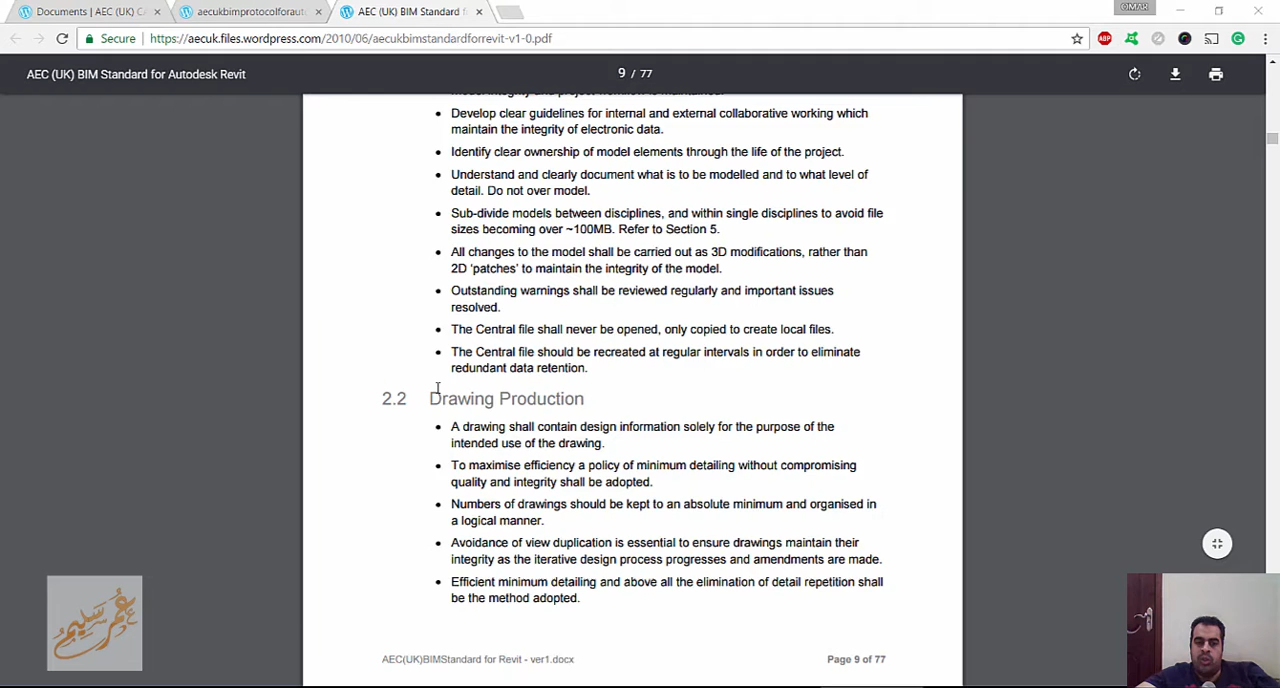 Documents | AEC (UK) C
aecukbimprotocolforauto
AEC (UK) BIM Standard f
OMAR
Secure
https://aecuk.files.wordpress.com/2010/06/aecukbimstandardforrevit-v1-0.pdf
ABP
AEC (UK) BIM Standard for Autodesk Revit
9 / 77
model integrity and project workflow is maintained.
• Develop clear guidelines for internal and external collaborative working which
maintain the integrity of electronic data.
• Identify clear ownership of model elements through the life of the project.
• Understand and clearly document what is to be modelled and to what level of
detail. Do not over model.
• Sub-divide models between disciplines, and within single disciplines to avoid file
sizes becoming over ~100MB. Refer to Section 5.
• All changes to the model shall be carried out as 3D modifications, rather than
2D ‘patches’ to maintain the integrity of the model.
• Outstanding warnings shall be reviewed regularly and important issues
resolved.
• The Central file shall never be opened, only copied to create local files.
• The Central file should be recreated at regular intervals in order to eliminate
redundant data retention.
2.2 Drawing Production
• A drawing shall contain design information solely for the purpose of the
intended use of the drawing.
• To maximise efficiency a policy of minimum detailing without compromising
quality and integrity shall be adopted.
• Numbers of drawings should be kept to an absolute minimum and organised in
a logical manner.
• Avoidance of view duplication is essential to ensure drawings maintain their
integrity as the iterative design process progresses and amendments are made.
• Efficient minimum detailing and above all the elimination of detail repetition shall
be the method adopted.
عمر سليم
AEC(UK)BIMStandard for Revit - ver1.docx
Page 9 of 77